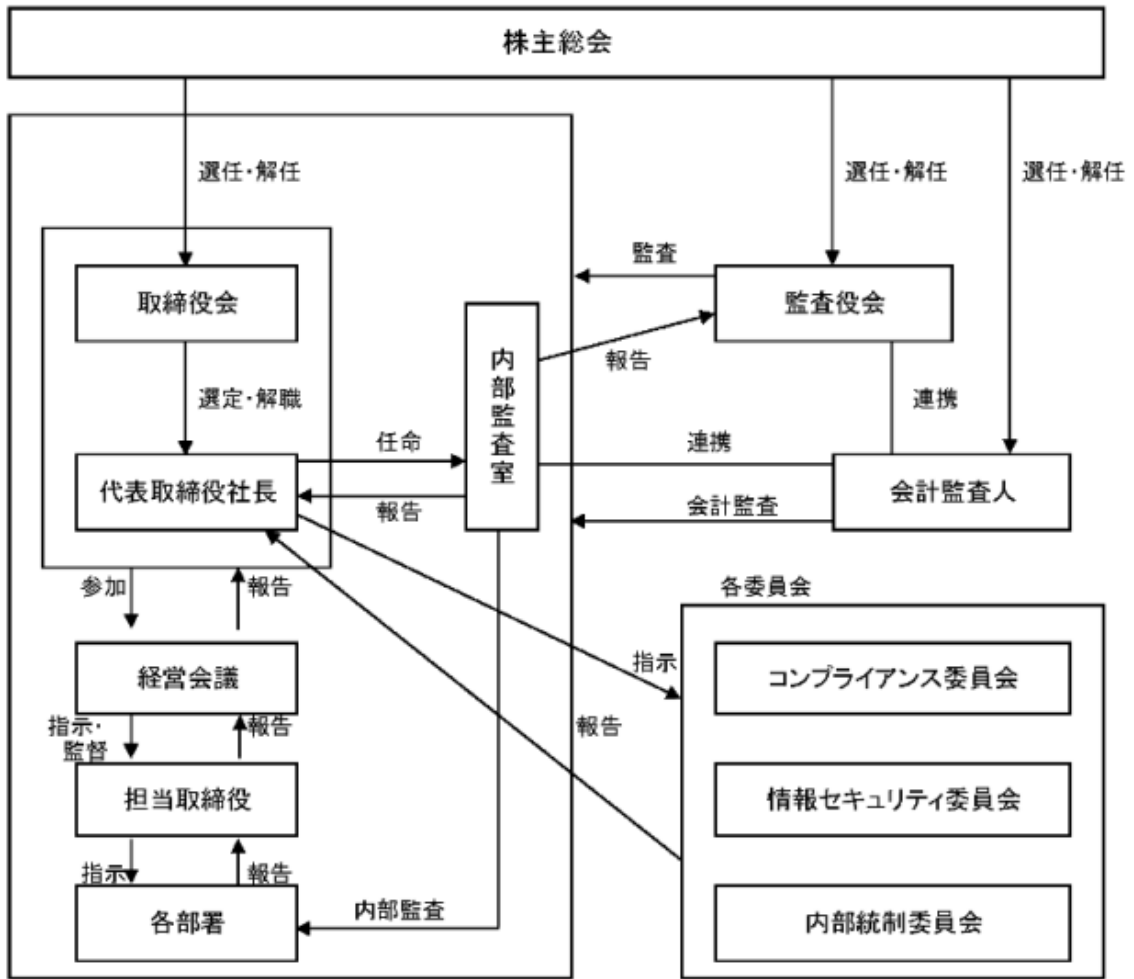 株主総会
選任・解任
選任・解任
選任・解任
監査
取締役会
監査役会
内部監査室
報告
選定・解職
連携
任命
連携
代表取締役社長
会計監査人
報告
会計監査
参加
報告
各委員会
経営会議
指示
コンプライアンス委員会
指示・
監督
報告
報告
担当取締役
情報セキュリティ委員会
指示
報告
各部署
内部監査
内部統制委員会